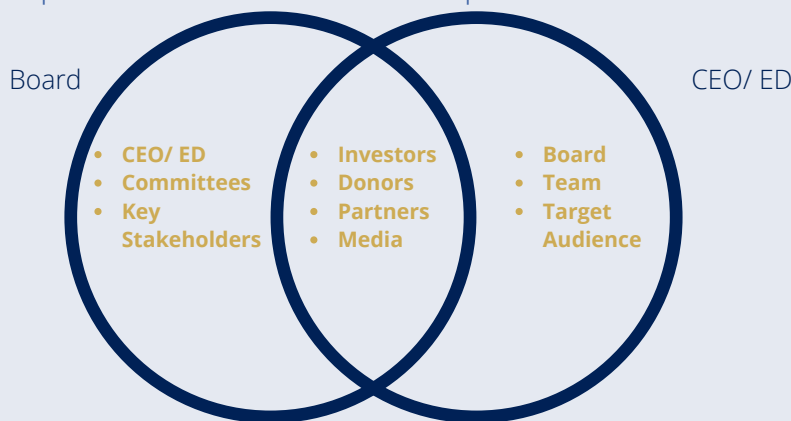 Board
CEO/ ED
• CEO/ ED
• Committees
• Key
Stakeholders
• Investors
• Donors
• Partners
• Media
• Board
• Team
• Target
Audience